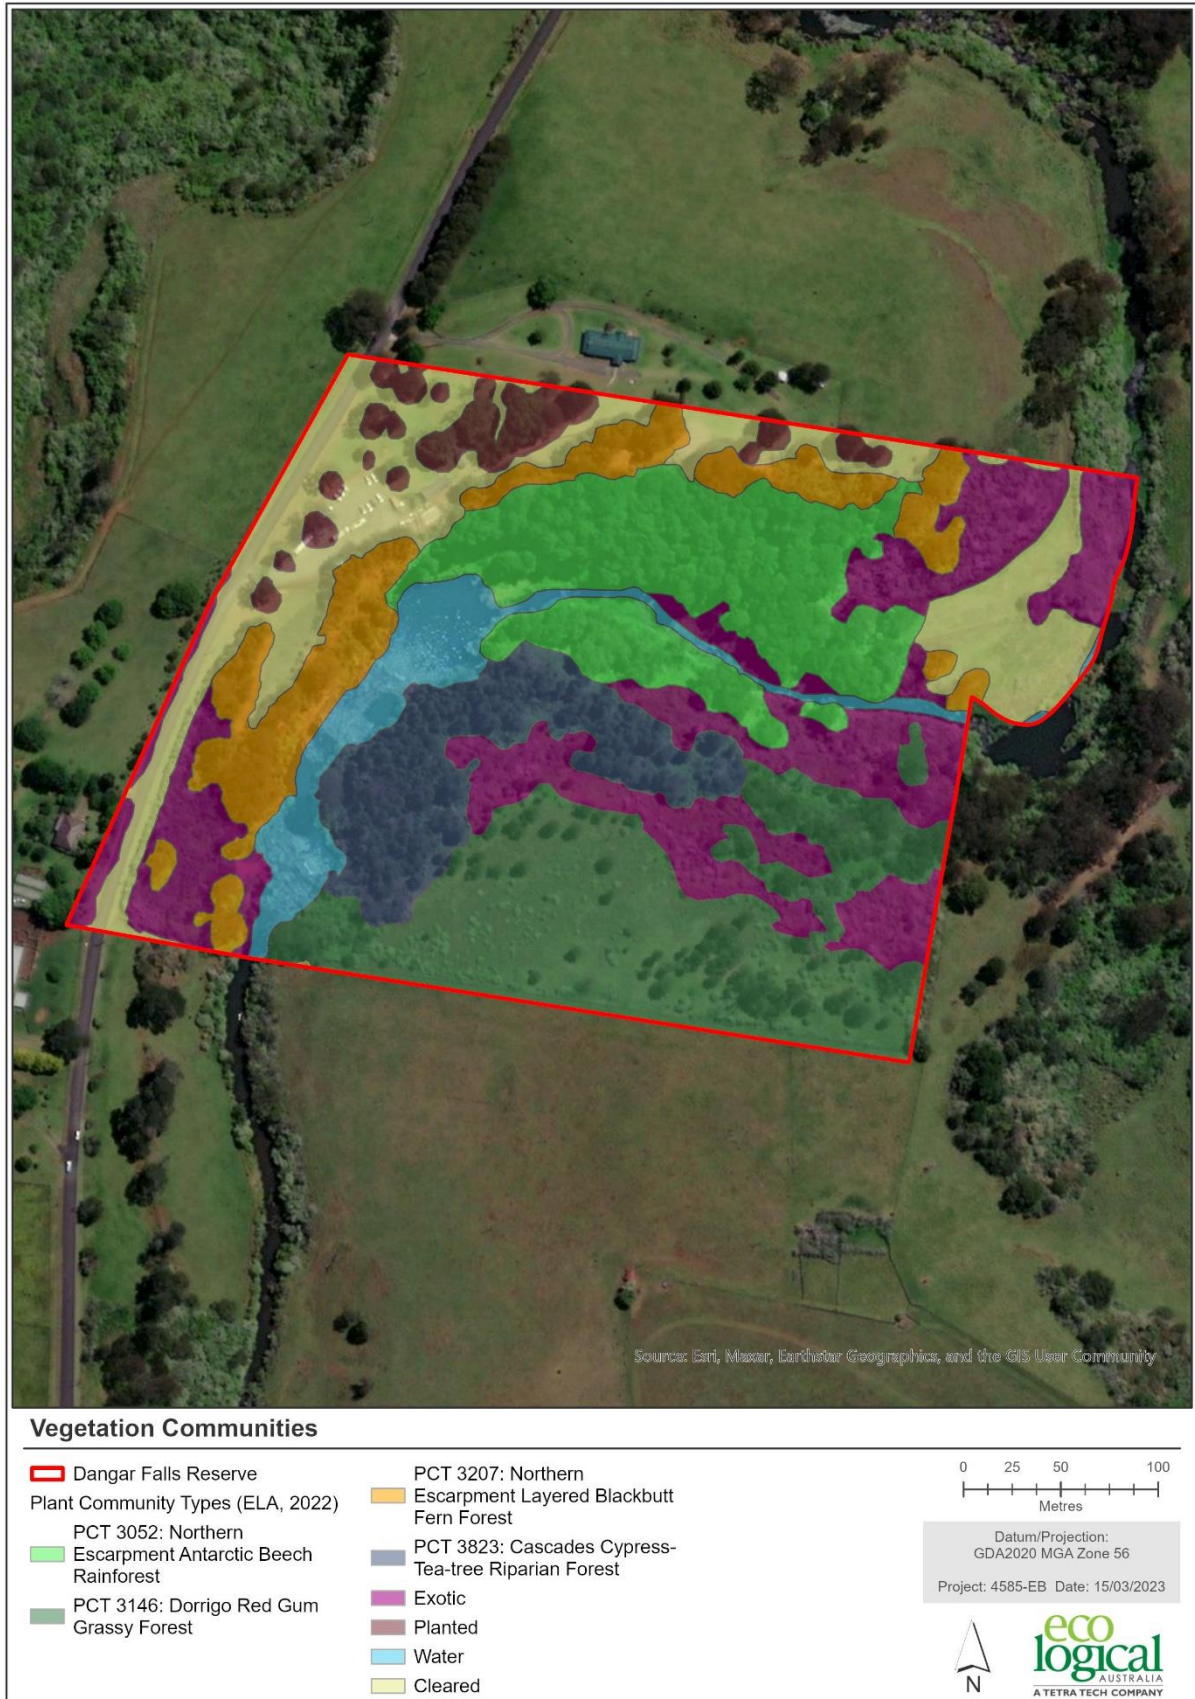 Source: Esri, Maxar, Earthstar Geographics, and the GIS User Community
Vegetation Communities
Dangar Falls Reserve
Plant Community Types (ELA, 2022)
PCT 3052: Northern
Escarpment Antarctic Beech
Rainforest
PCT 3146: Dorrigo Red Gum
Grassy Forest
PCT 3207: Northern
Escarpment Layered Blackbutt
Fern Forest
PCT 3823: Cascades Cypress-
Tea-tree Riparian Forest
Exotic
Planted
Water
Cleared
0 25 50 100
Metres
Datum/Projection:
GDA2020 MGA Zone 56
Project: 4585-EB Date: 15/03/2023
N
eco
logical
AUSTRALIA
A TETRA TECH COMPANY